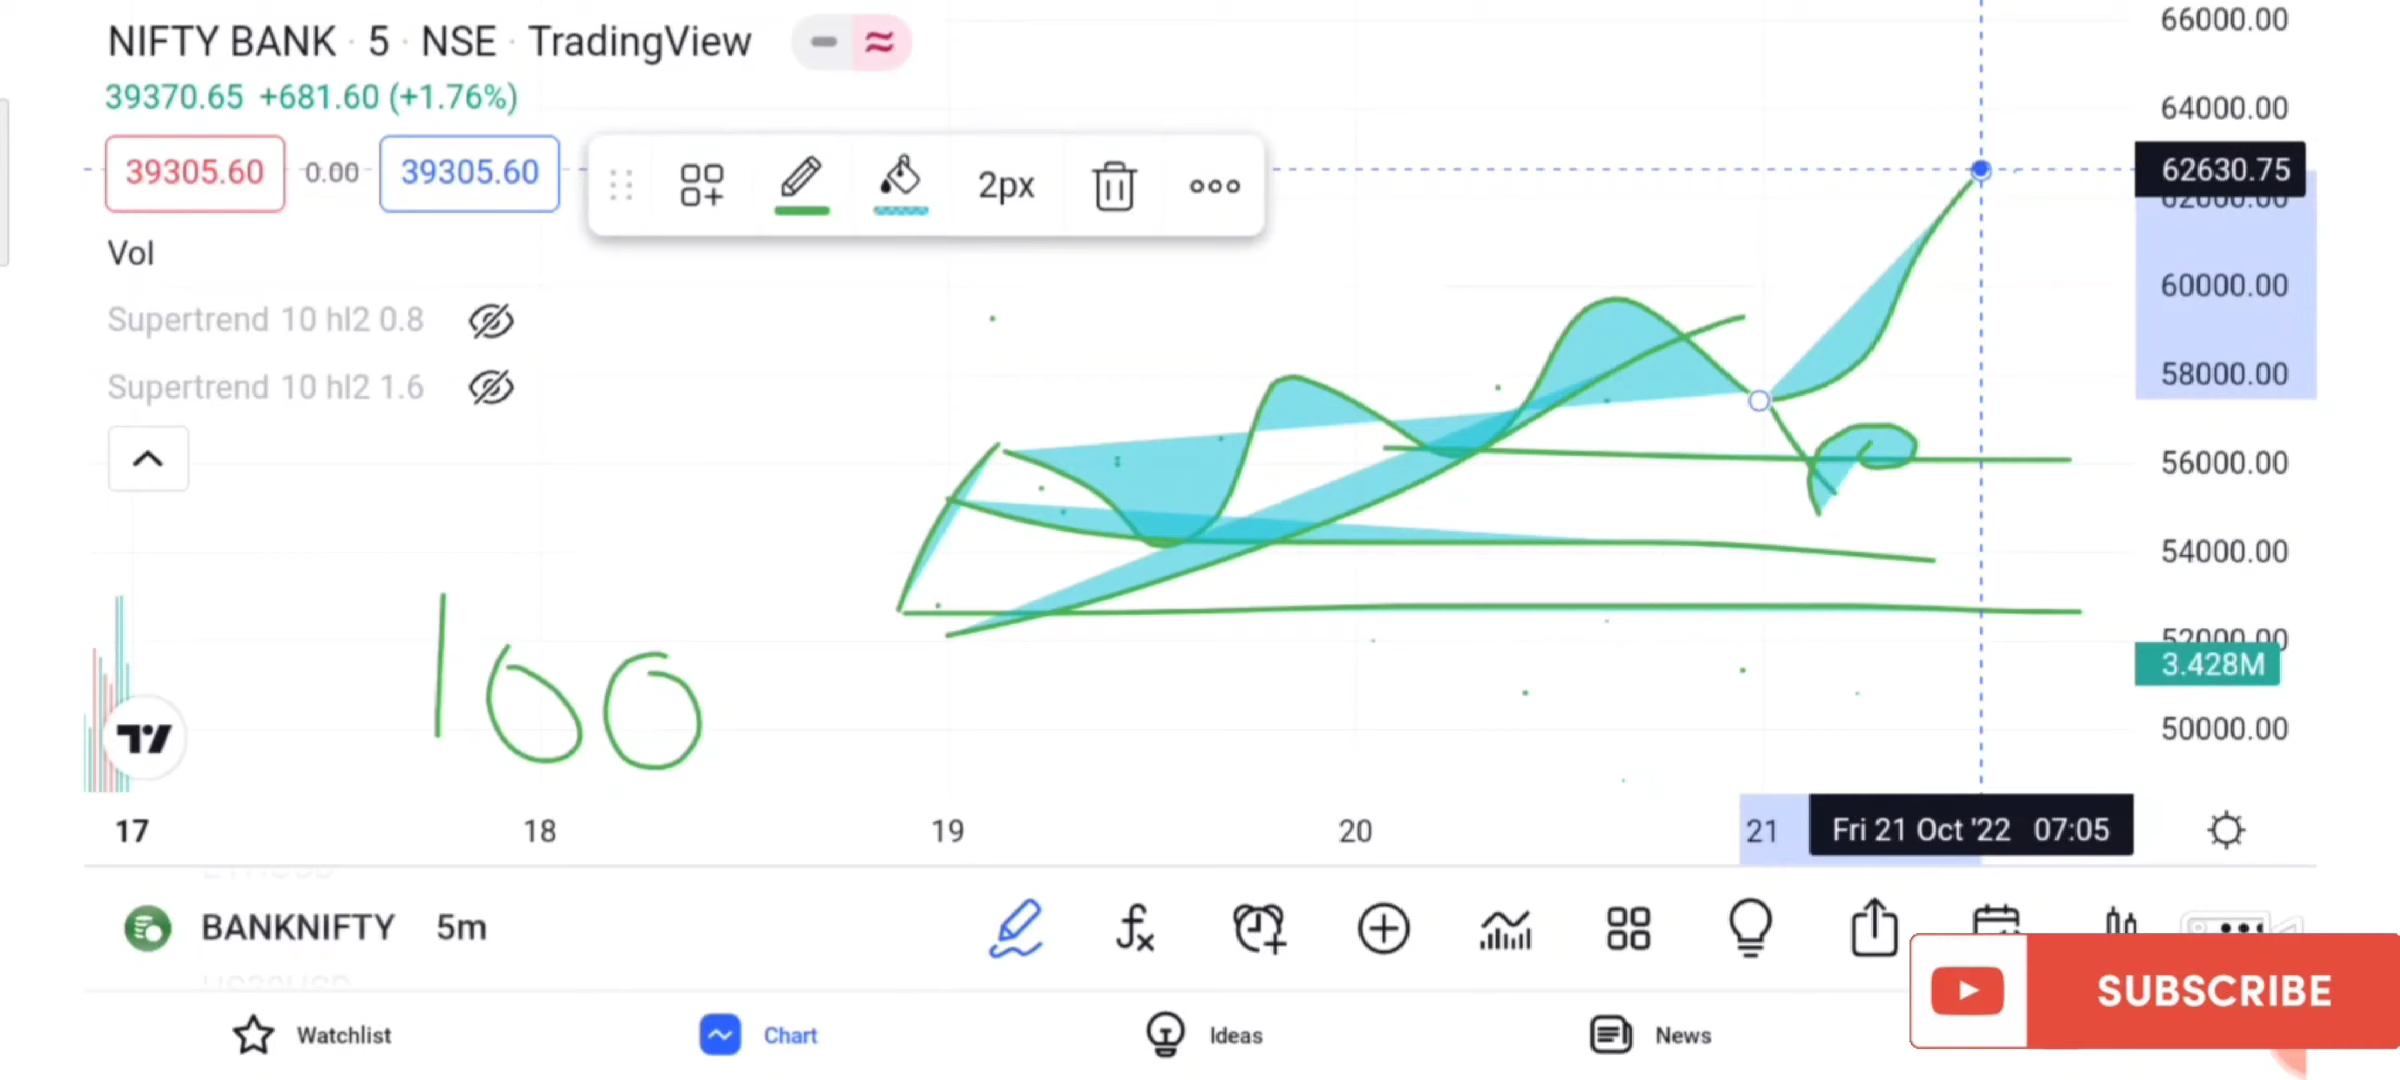 NIFTY BANK · 5 · NSE · TradingView
39370.65 +681.60 (+1.76%)
39305.60 0.00 39305.60
2px
Vol
Supertrend 10 hl2 0.8
Supertrend 10 hl2 1.6
66000.00
64000.00
62630.75
62000.00
60000.00
58000.00
56000.00
54000.00
52000.00
3.428M
50000.00
100
17 18 19 20 21 Fri 21 Oct '22 07:05
BANKNIFTY 5m
SUBSCRIBE
Watchlist Chart Ideas News